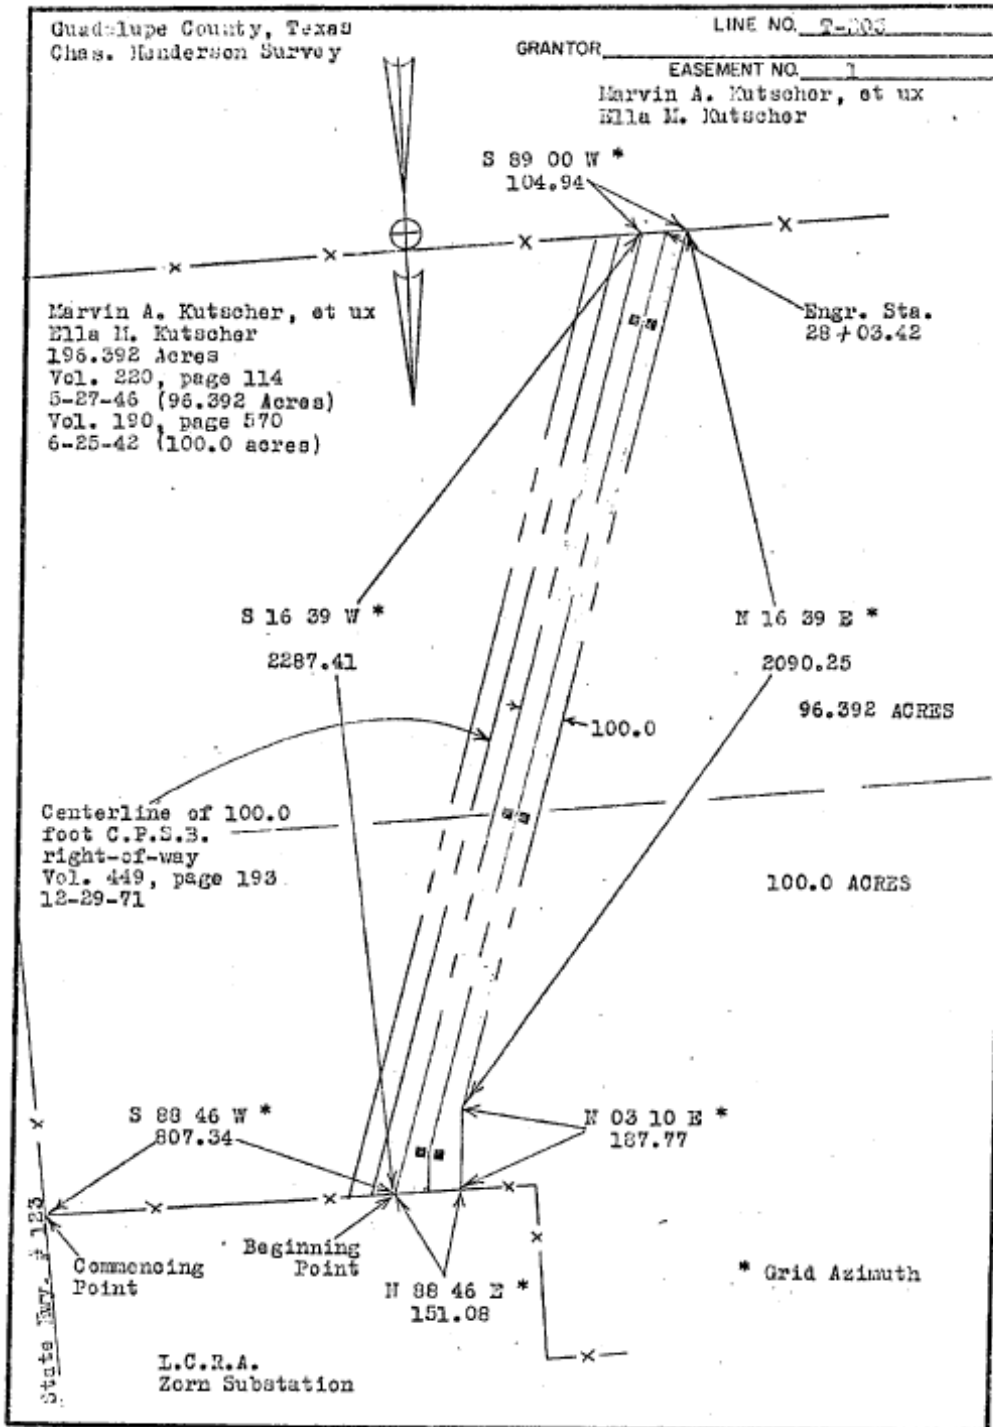 Guadalupe County, Texas
Chas. Henderson Survey
LINE NO.
GRANTOR
EASEMENT NO. 1
Marvin A. Kutscher, et ux
Ella M. Kutscher
S 89 00 W *
104.94
Marvin A. Kutscher, et ux
Ella M. Kutscher
196.392 Acres
Vol. 220, page 114
5-27-46 (96.392 Acres)
Vol. 190, page 570
6-25-42 (100.0 acres)
Engr. Sta.
28+03.42
S 16 39 W *
2287.41
N 16 39 E *
2090.25
96.392 ACRES
100.0
Centerline of 100.0
foot C.P.S.B.
right-of-way
Vol. 449, page 193
12-29-71
100.0 ACRES
S 88 46 W *
807.34
N 03 10 E *
187.77
State Hwy. # 123
Commencing
Point
Beginning
Point
N 88 46 E *
151.08
* Grid Azimuth
L.C.R.A.
Zorn Substation